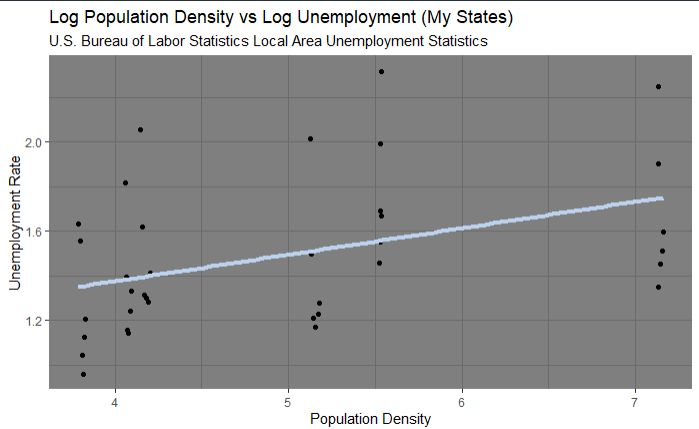 Log Population Density vs Log Unemployment (My States)
U.S. Bureau of Labor Statistics Local Area Unemployment Statistics
Unemployment Rate
2.0
1.6
1.2
4 5 6 7
Population Density